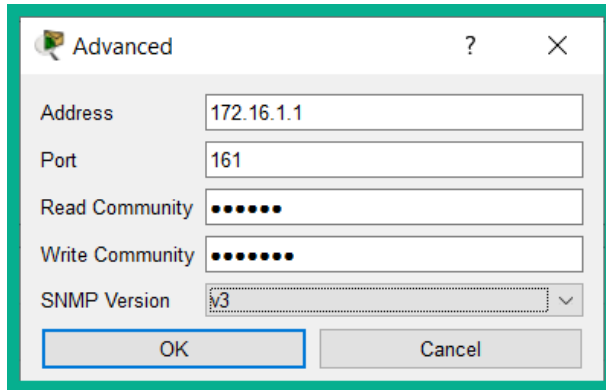 Advanced ?
Address 172.16.1.1
Port 161
Read Community ●●●●●●
Write Community ●●●●●●●
SNMP Version v3
OK Cancel